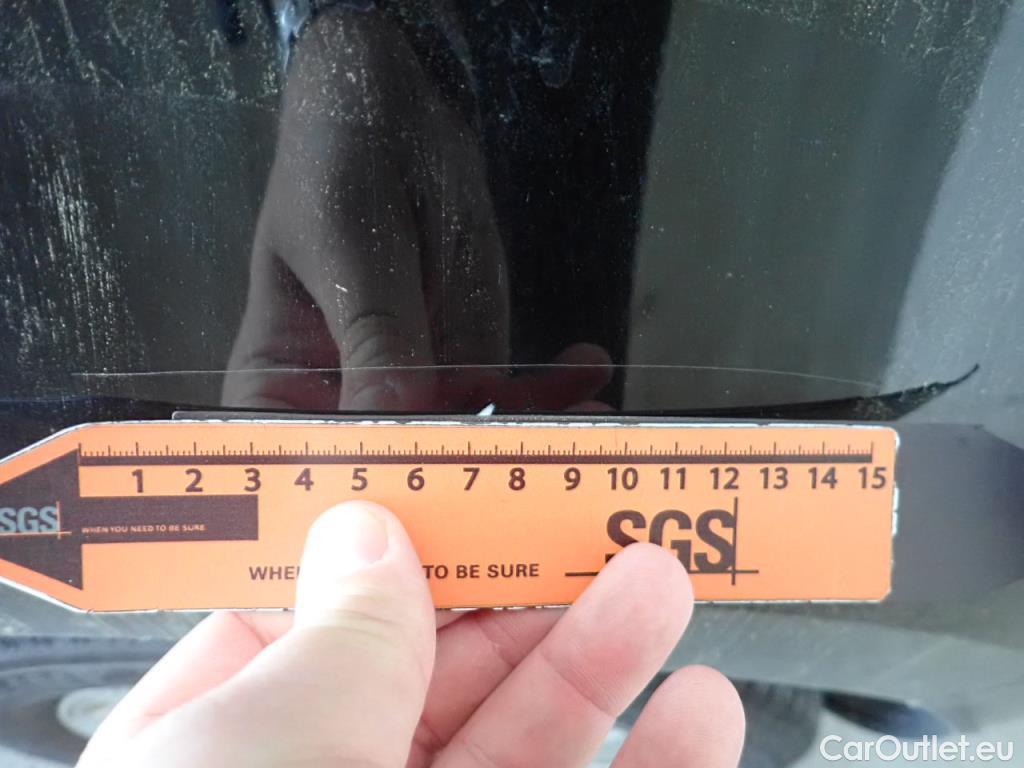 1 2 3 4 5 6 7 8 9 10 11 12 13 14 15
SGS
WHEN YOU NEED TO BE SURE
SGS
WHE TO BE SURE
CarOutlet.eu